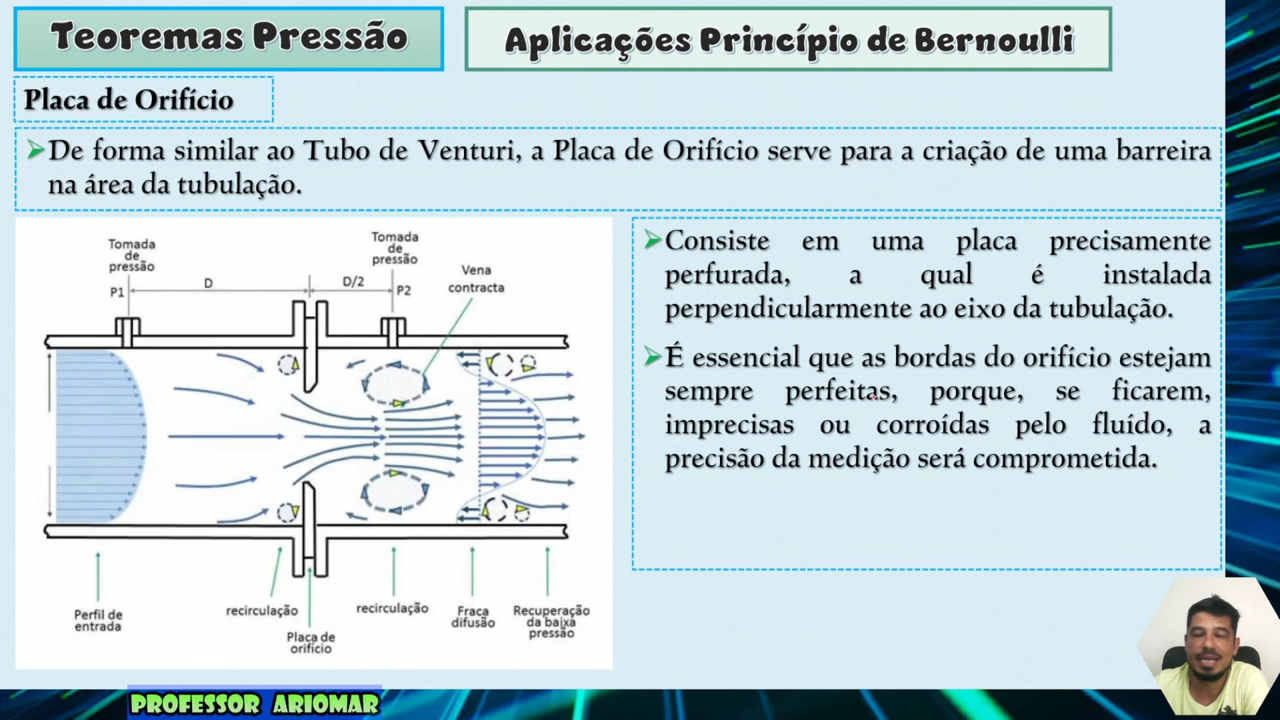 Teoremas Pressão
Aplicações Princípio de Bernoulli
Placa de Orifício
De forma similar ao Tubo de Venturi, a Placa de Orifício serve para a criação de uma barreira
na área da tubulação.
Tomada
de
pressão
P1
D
D/2
Tomada
de
pressão
P2
Vena
contracta
Perfil de
entrada
recirculação
Placa de
orifício
recirculação
Fraca
difusão
Recuperação
da baixa
pressão
Consiste em uma placa precisamente
perfurada, a qual é instalada
perpendicularmente ao eixo da tubulação.
É essencial que as bordas do orifício estejam
sempre perfeitas, porque, se ficarem,
imprecisas ou corroídas pelo fluído, a
precisão da medição será comprometida.
PROFESSOR ARIOMAR